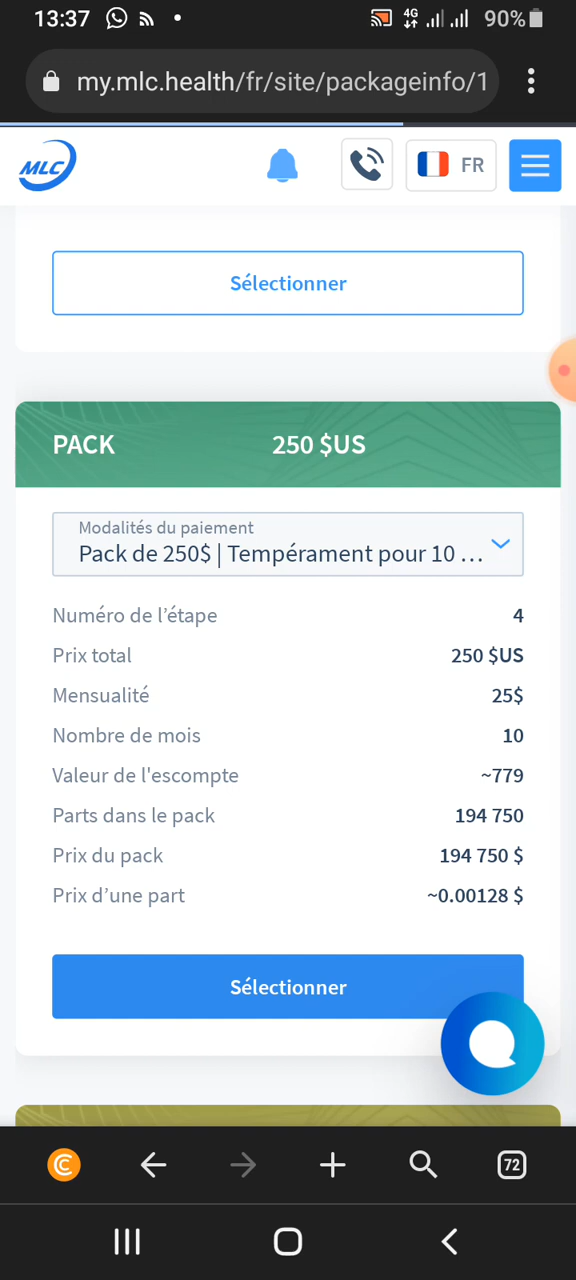 13:37 4G 90%
my.mlc.health/fr/site/packageinfo/1
MLC FR
Sélectionner
PACK 250 $US
Modalités du paiement
Pack de 250$ | Tempérament pour 10 ...
Numéro de l'étape 4
Prix total 250 $US
Mensualité 25$
Nombre de mois 10
Valeur de l'escompte ~779
Parts dans le pack 194 750
Prix du pack 194 750 $
Prix d’une part ~0.00128 $
Sélectionner
72